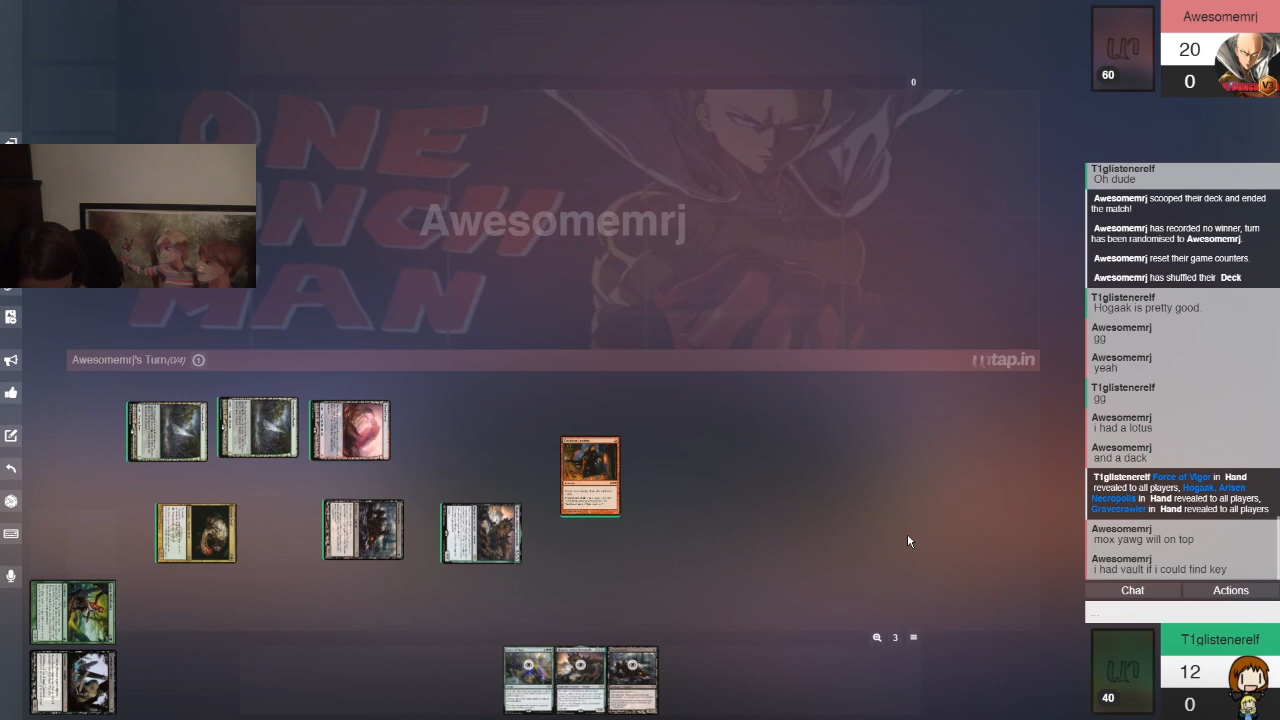 Awesomemrj
20
0
60
0
ONE
PUNCH
MAN
Awesomemrj
Awesomemrj's Turn(0/4) 1
untap.in
T1glistenerelf
Oh dude
Awesomemrj scooped their deck and ended
the match!
Awesomemrj has recorded no winner, turn
has been randomised to Awesomemrj.
Awesomemrj reset their game counters.
Awesomemrj has shuffled their Deck
T1glistenerelf
Hogaak is pretty good.
Awesomemrj
gg
Awesomemrj
yeah
T1glistenerelf
gg
Awesomemrj
i had a lotus
Awesomemrj
and a dack
T1glistenerelf Force of Vigor in Hand
revealed to all players, Hogaak, Arisen
Necropolis in Hand revealed to all players,
Gravecrawler in Hand revealed to all players
Awesomemrj
mox yawg will on top
Awesomemrj
i had vault if i could find key
Chat
Actions
...
3
T1glistenerelf
12
0
40